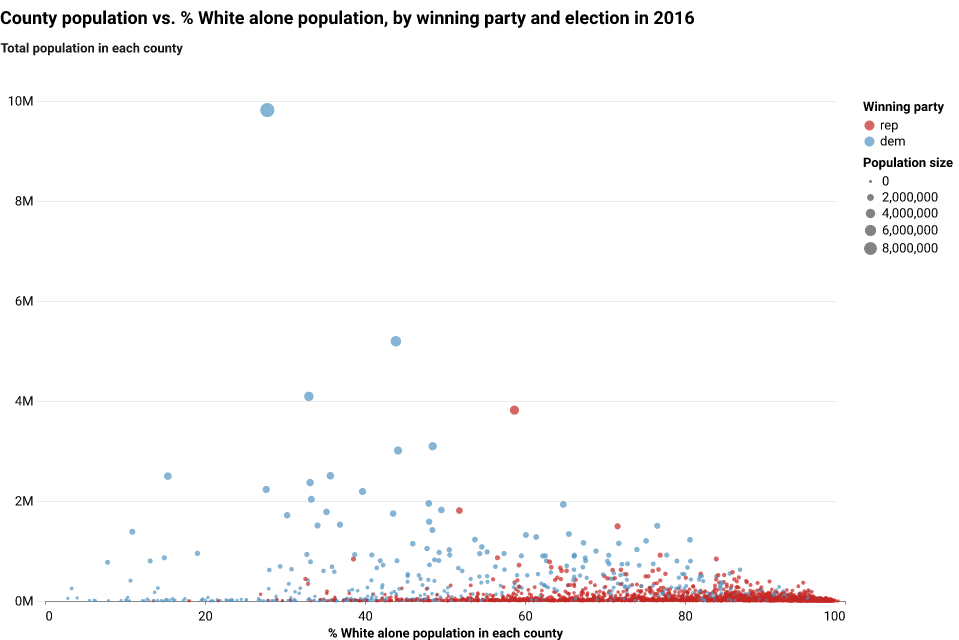 County population vs. % White alone population, by winning party and election in 2016
Total population in each county
10M
8M
6M
4M
2M
0M
0
20
40
60
80
100
% White alone population in each county
Winning party
rep
dem
Population size
0
2,000,000
4,000,000
6,000,000
8,000,000